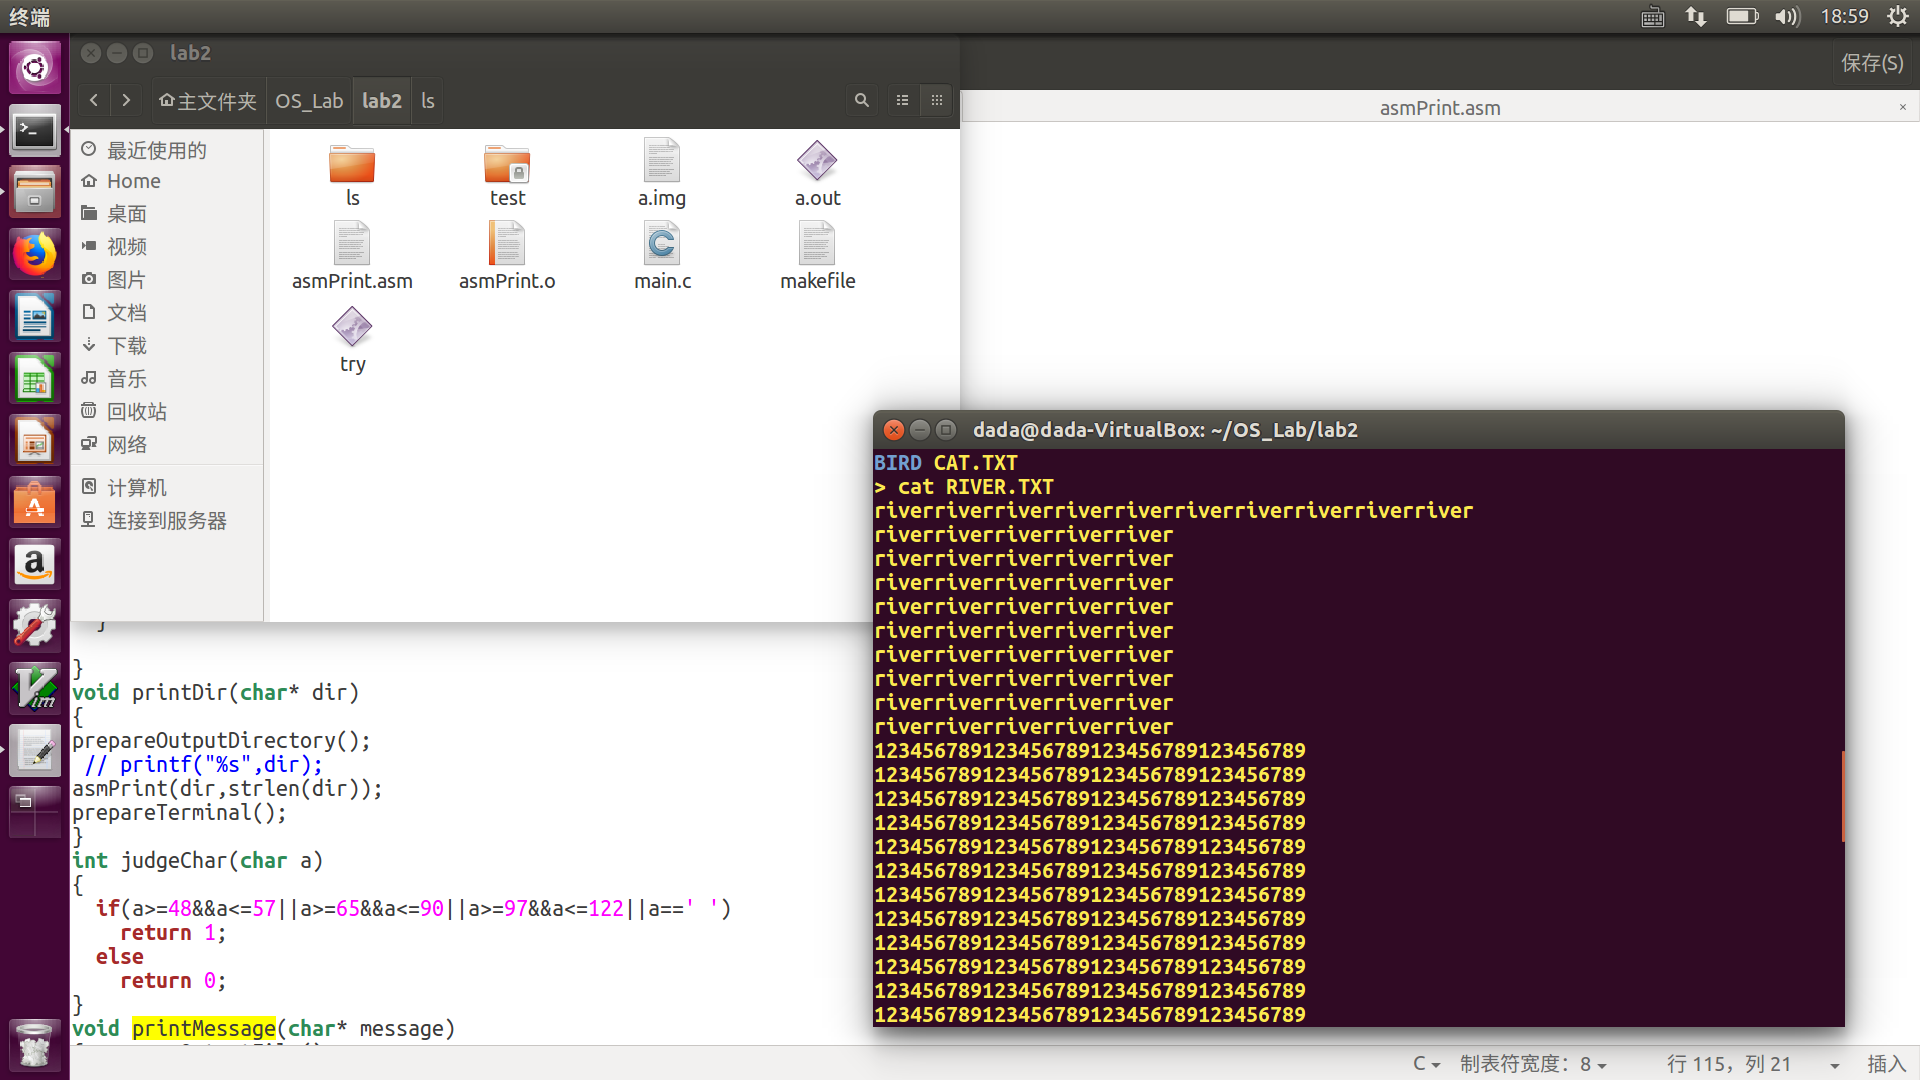 终端
18:59
lab2
主文件夹 OS_Lab lab2 ls
保存(S)
asmPrint.asm
最近使用的
Home
桌面
视频
图片
文档
下载
音乐
回收站
网络
计算机
连接到服务器
ls
test
a.img
a.out
asmPrint.asm
asmPrint.o
main.c
makefile
try
}
}
void printDir(char* dir)
{
prepareOutputDirectory();
// printf("%s",dir);
asmPrint(dir,strlen(dir));
prepareTerminal();
}
int judgeChar(char a)
{
if(a>=48&&a<=57||a>=65&&a<=90||a>=97&&a<=122||a==' ')
return 1;
else
return 0;
}
void printMessage(char* message)
dada@dada-VirtualBox: ~/OS_Lab/lab2
BIRD CAT.TXT
> cat RIVER.TXT
riverriverriverriverriverriverriverriverriverriver
riverriverriverriverriver
riverriverriverriverriver
riverriverriverriverriver
riverriverriverriverriver
riverriverriverriverriver
riverriverriverriverriver
riverriverriverriverriver
riverriverriverriverriver
riverriverriverriverriver
123456789123456789123456789123456789
123456789123456789123456789123456789
123456789123456789123456789123456789
123456789123456789123456789123456789
123456789123456789123456789123456789
123456789123456789123456789123456789
123456789123456789123456789123456789
123456789123456789123456789123456789
123456789123456789123456789123456789
123456789123456789123456789123456789
123456789123456789123456789123456789
123456789123456789123456789123456789
C 制表符宽度：8 行 115，列 21 插入